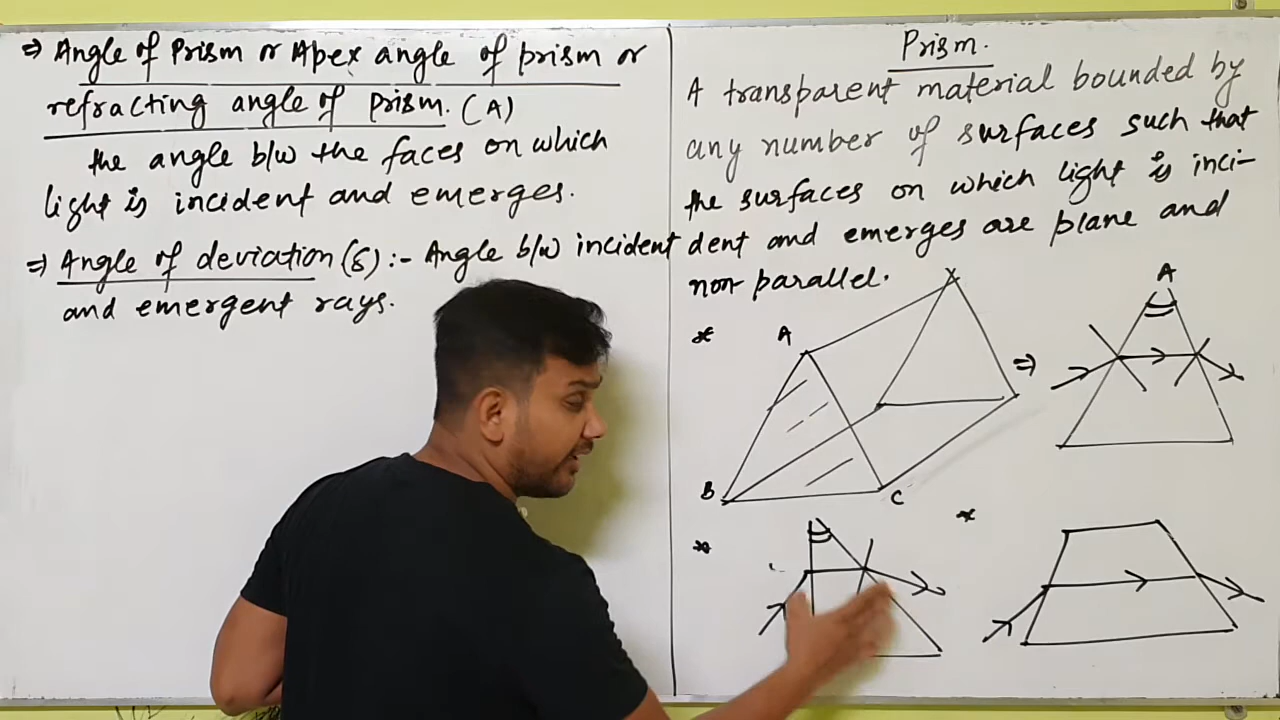 ⇒ Angle of Prism or Apex angle of prism or
refracting angle of prism. (A)
the angle b/w the faces on which
light is incident and emerges.
⇒ Angle of deviation (δ) :- Angle b/w incident
and emergent rays.
Prism.
A transparent material bounded by
any number of surfaces such that
the surfaces on which light is inci-
dent and emerges are plane and
non parallel.
A
B
C
⇒
A